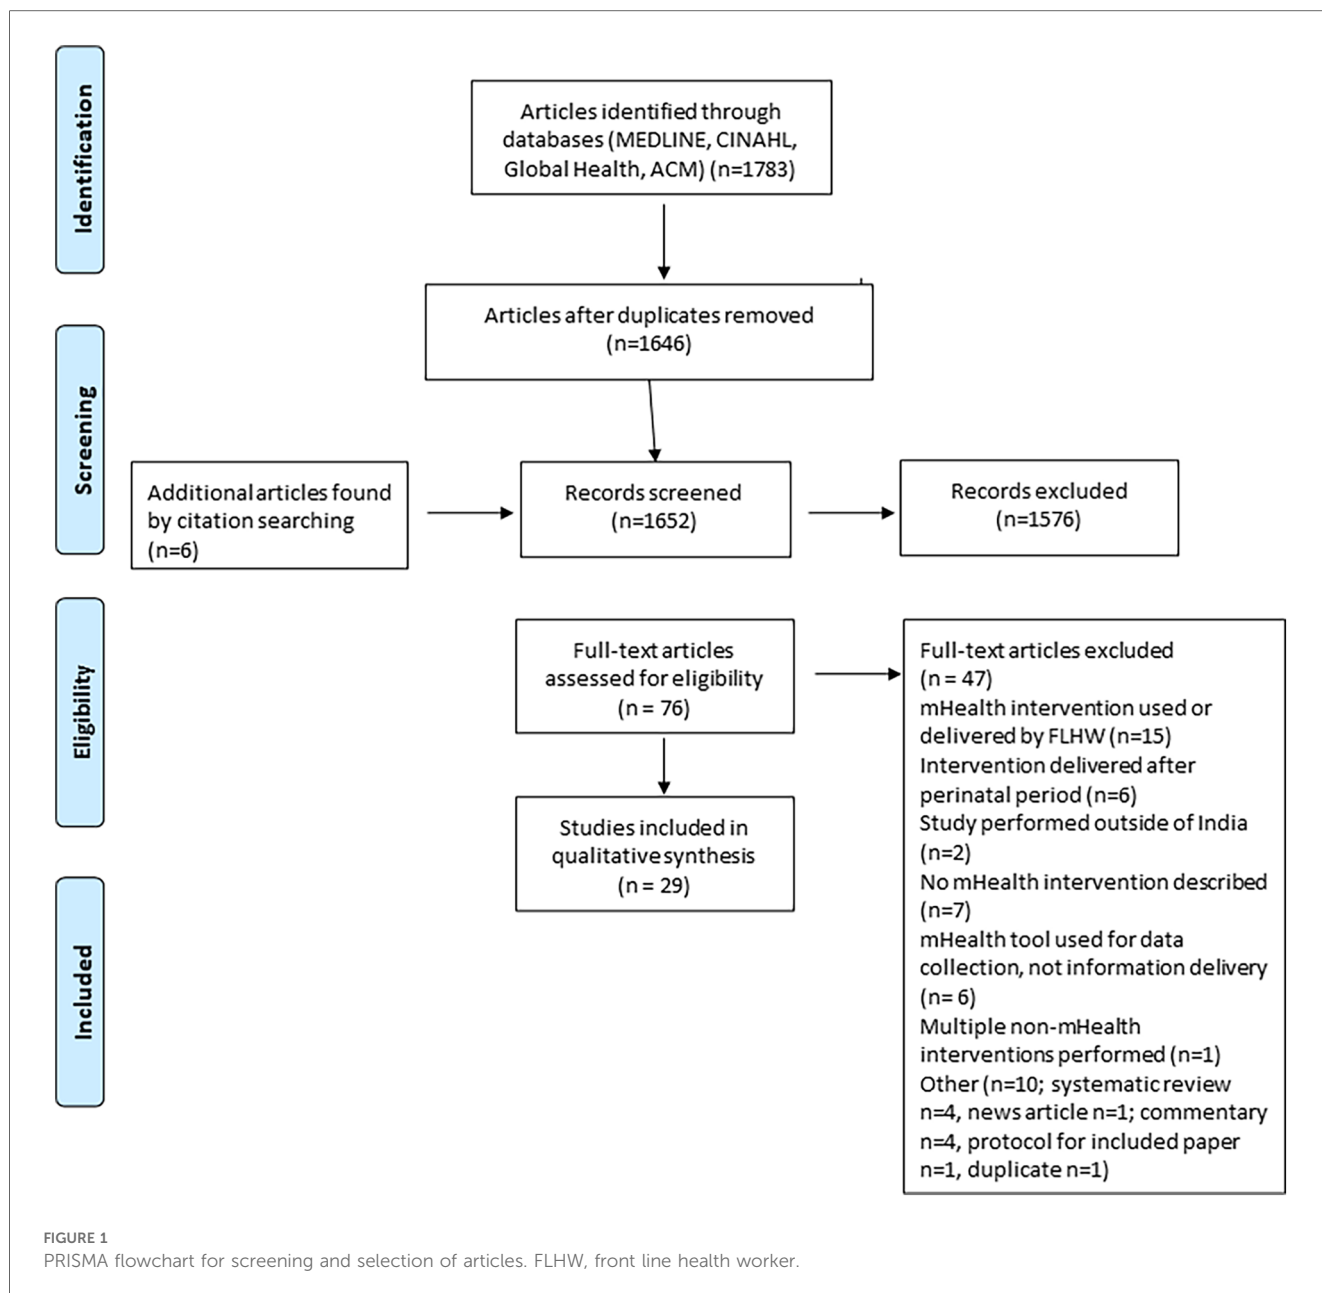 Identification
Articles identified through
databases (MEDLINE, CINAHL,
Global Health, ACM) (n=1783)
Articles after duplicates removed
(n=1646)
Screening
Additional articles found
by citation searching
(n=6)
Records screened
(n=1652)
Records excluded
(n=1576)
Eligibility
Full-text articles
assessed for eligibility
(n = 76)
Full-text articles excluded
(n = 47)
mHealth intervention used or
delivered by FLHW (n=15)
Intervention delivered after
perinatal period (n=6)
Study performed outside of India
(n=2)
No mHealth intervention described
(n=7)
mHealth tool used for data
collection, not information delivery
(n= 6)
Multiple non-mHealth
interventions performed (n=1)
Other (n=10; systematic review
n=4, news article n=1; commentary
n=4, protocol for included paper
n=1, duplicate n=1)
Studies included in
qualitative synthesis
(n = 29)
Included
FIGURE 1
PRISMA flowchart for screening and selection of articles. FLHW, front line health worker.